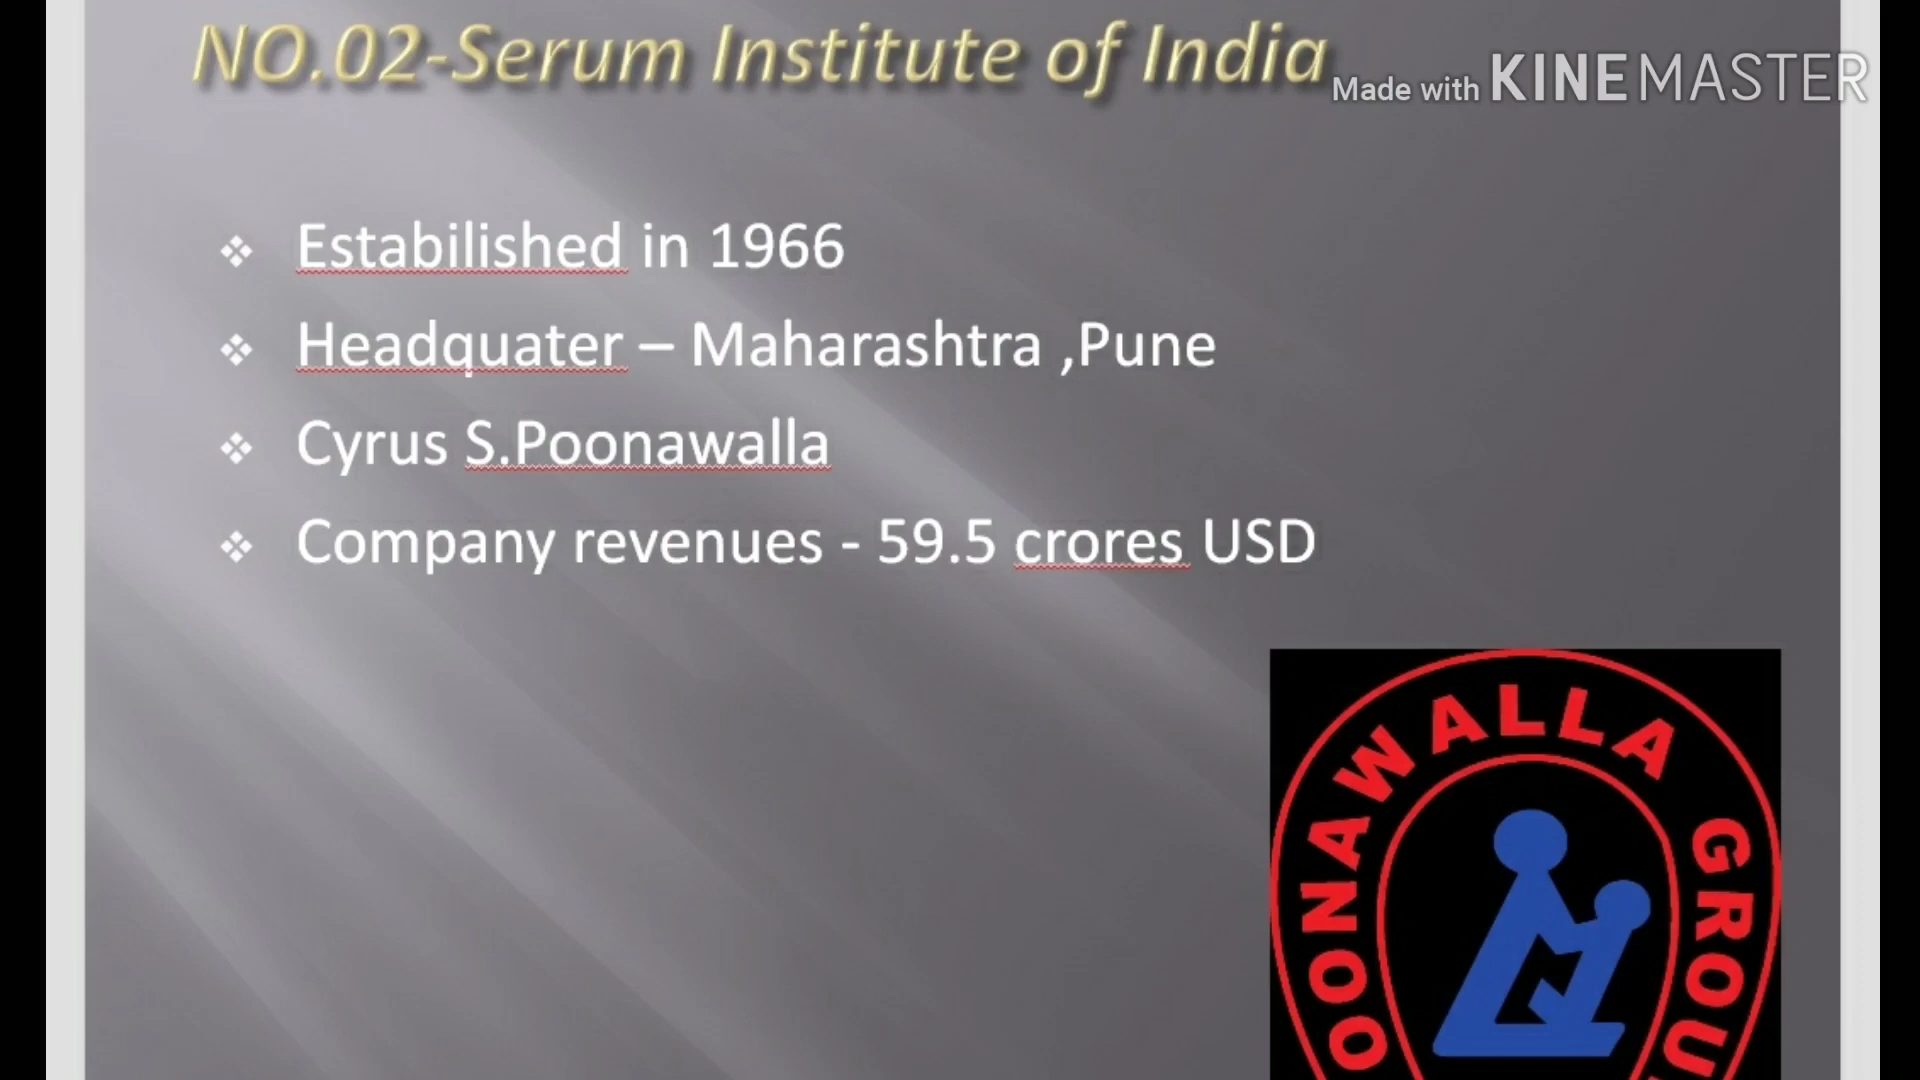 NO.02-Serum Institute of India
Made with KINEMASTER
Estabilished in 1966
Headquater – Maharashtra ,Pune
Cyrus S.Poonawalla
Company revenues - 59.5 crores USD
OONAWALLA GROU